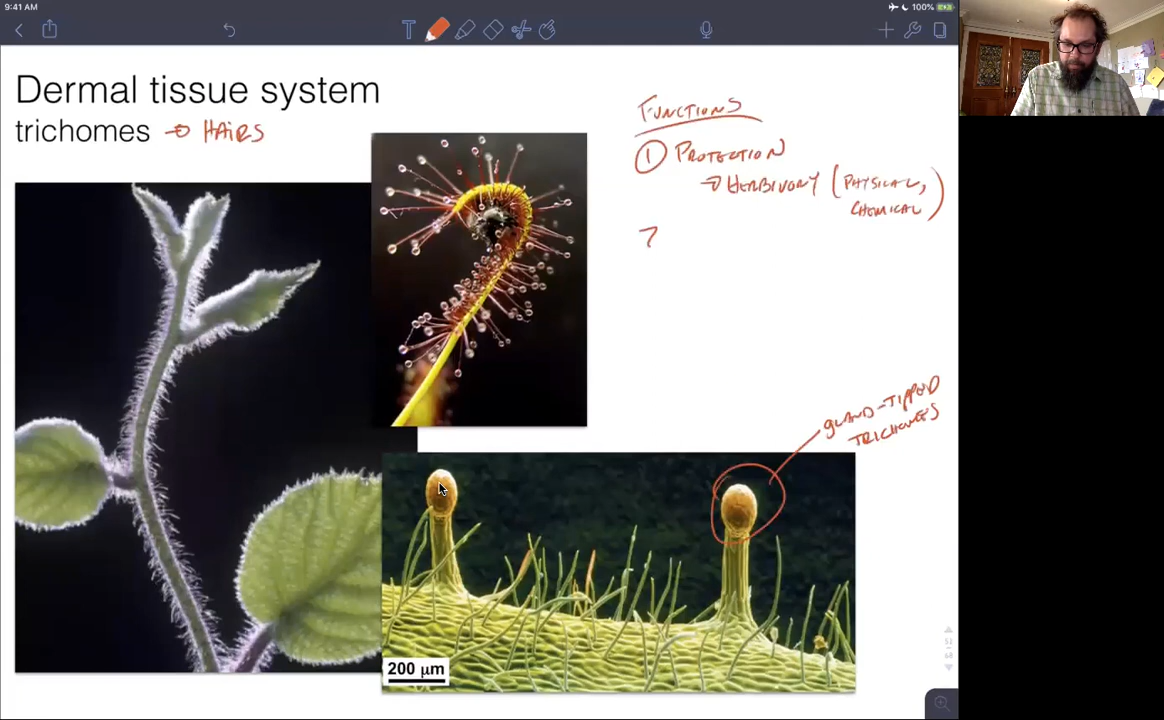 9:41 AM
100%
Dermal tissue system
trichomes → HAIRS
FUNCTIONS
① PROTECTION
→ HERBIVORY (PHYSICAL,
CHEMICAL)
GLAND-TIPPED
TRICHOMES
200 µm